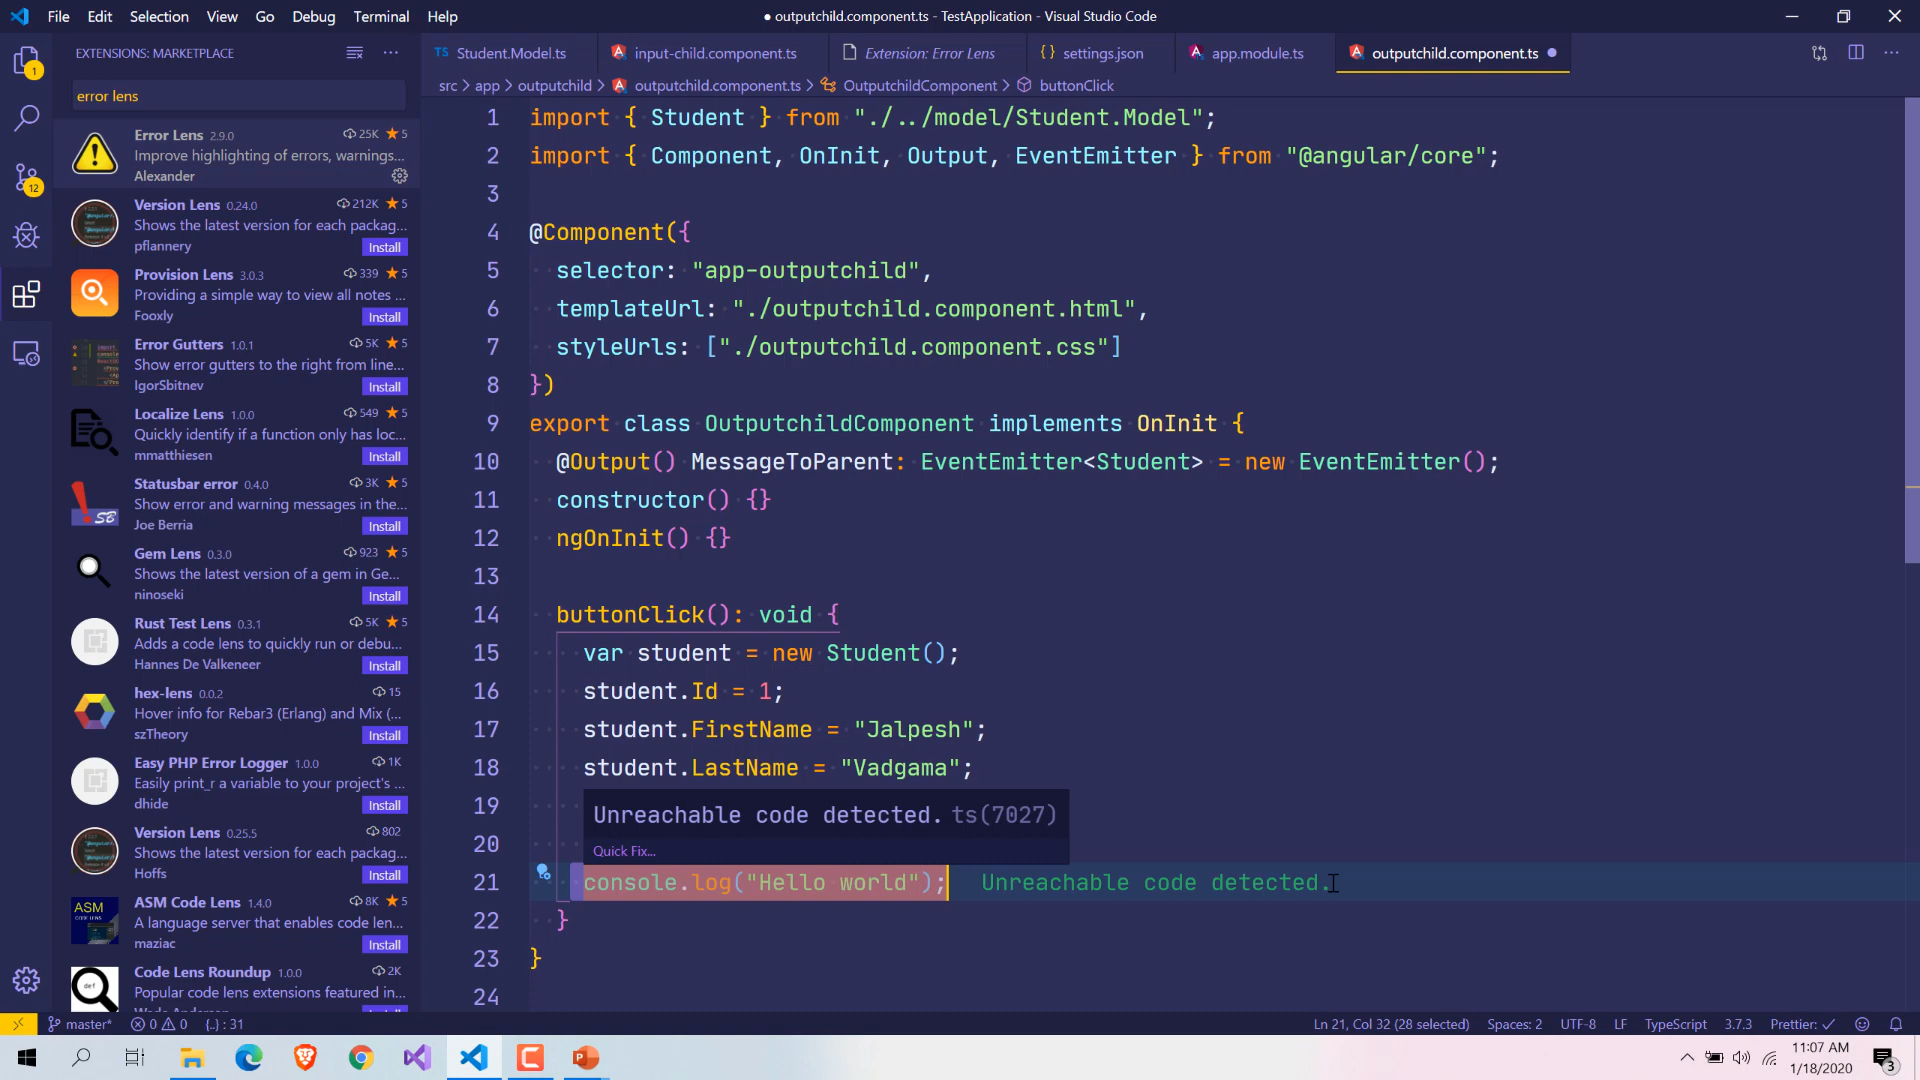 File Edit Selection View Go Debug Terminal Help
● outputchild.component.ts - TestApplication - Visual Studio Code
EXTENSIONS: MARKETPLACE
error lens
Error Lens 2.9.0 25K ★5
Improve highlighting of errors, warnings...
Alexander
Version Lens 0.24.0 212K ★5
Shows the latest version for each packag...
pflannery Install
Provision Lens 3.0.3 339 ★5
Providing a simple way to view all notes ...
Fooxly Install
Error Gutters 1.0.1 5K ★5
Show error gutters to the right from line...
IgorSbitnev Install
Localize Lens 1.0.0 549 ★5
Quickly identify if a function only has loc...
mmatthiesen Install
Statusbar error 0.4.0 3K ★5
Show error and warning messages in the...
Joe Berria Install
SB
Gem Lens 0.3.0 923 ★5
Shows the latest version of a gem in Ge...
ninoseki Install
Rust Test Lens 0.3.1 5K ★5
Adds a code lens to quickly run or debu...
Hannes De Valkeneer Install
hex-lens 0.0.2 15
Hover info for Rebar3 (Erlang) and Mix (...
szTheory Install
Easy PHP Error Logger 1.0.0 1K
Easily print_r a variable to your project's ...
dhide Install
Version Lens 0.25.5 802
Shows the latest version for each packag...
Hoffs Install
ASM Code Lens 1.4.0 8K ★5
A language server that enables code len...
maziac Install
ASM
Code Lens Roundup 1.0.0 2K
Popular code lens extensions featured in...
def
TS Student.Model.ts input-child.component.ts Extension: Error Lens {} settings.json app.module.ts outputchild.component.ts ●
src > app > outputchild > outputchild.component.ts > OutputchildComponent > buttonClick
1 import { Student } from "./../model/Student.Model";
2 import { Component, OnInit, Output, EventEmitter } from "@angular/core";
3
4 @Component({
5 selector: "app-outputchild",
6 templateUrl: "./outputchild.component.html",
7 styleUrls: ["./outputchild.component.css"]
8 })
9 export class OutputchildComponent implements OnInit {
10 @Output() MessageToParent: EventEmitter<Student> = new EventEmitter();
11 constructor() {}
12 ngOnInit() {}
13
14 buttonClick(): void {
15 var student = new Student();
16 student.Id = 1;
17 student.FirstName = "Jalpesh";
18 student.LastName = "Vadgama";
19 Unreachable code detected. ts(7027)
20 Quick Fix...
21 console.log("Hello world"); Unreachable code detected.
22 }
23 }
24
1
12
master* 0 0 {..} : 31
Ln 21, Col 32 (28 selected) Spaces: 2 UTF-8 LF TypeScript 3.7.3 Prettier: ✓
11:07 AM
1/18/2020
3